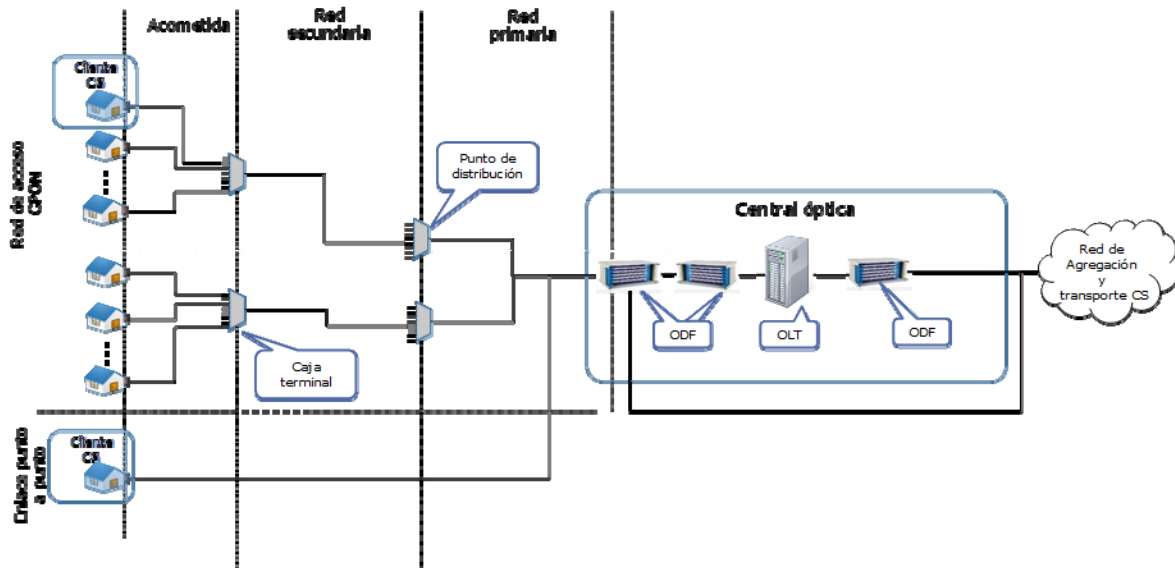 Acometida
Red
escundaria
Red
primaria
Cliente
CS
Red de acceso
GPON
Punto de
distribución
Central óptica
ODF
OLT
ODF
Red de
Agregación
y
transporte CS
Caja
terminal
Enlace punto
a punto
Cliente
CS